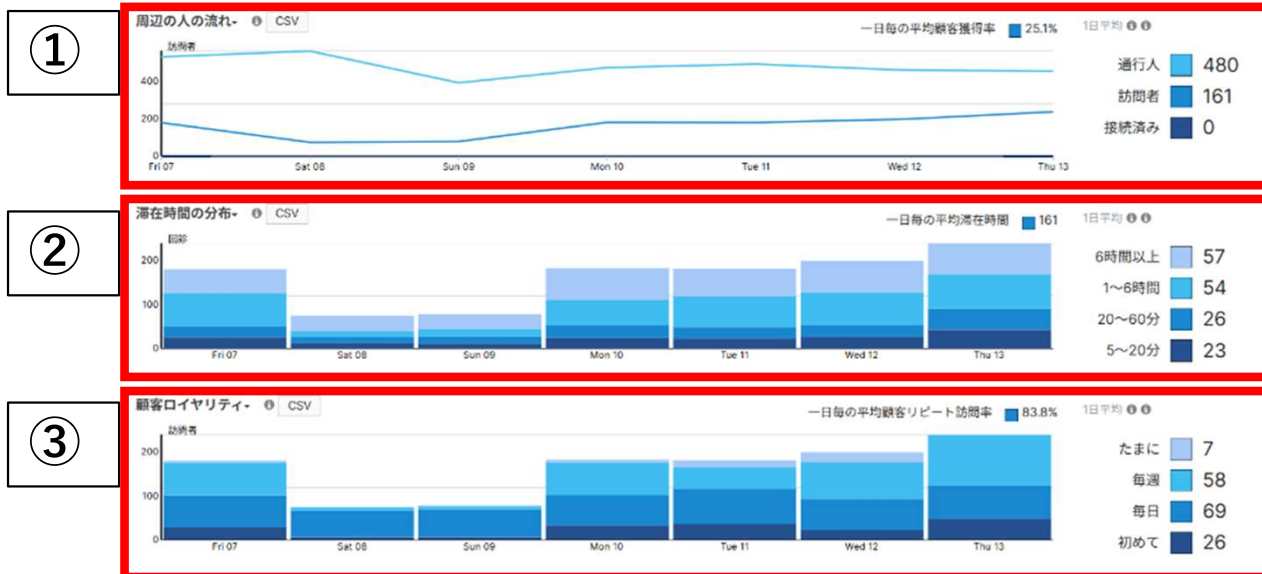 ①
周辺の人の流れ CSV
一日毎の平均顧客獲得率 25.1%
1日平均
訪問者
400
200
0
Fri 07 Sat 08 Sun 09 Mon 10 Tue 11 Wed 12 Thu 13
通行人 480
訪問者 161
接続済み 0
②
滞在時間の分布 CSV
一日毎の平均滞在時間 161
1日平均
200
100
0
Fri 07 Sat 08 Sun 09 Mon 10 Tue 11 Wed 12 Thu 13
6時間以上 57
1～6時間 54
20～60分 26
5～20分 23
③
顧客ロイヤリティ CSV
一日毎の平均顧客リピート訪問率 83.8%
1日平均
訪問者
200
100
0
Fri 07 Sat 08 Sun 09 Mon 10 Tue 11 Wed 12 Thu 13
たまに 7
毎週 58
毎日 69
初めて 26